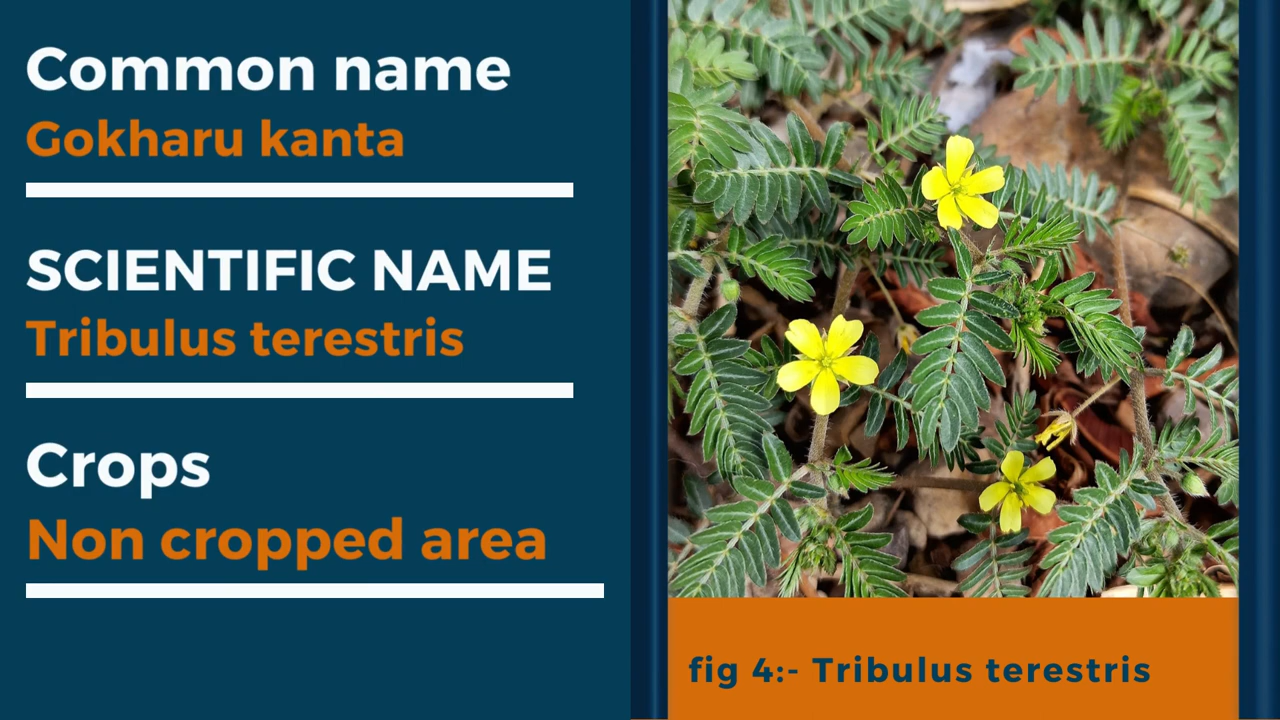 Common name
Gokharu kanta
SCIENTIFIC NAME
Tribulus terestris
Crops
Non cropped area
fig 4:- Tribulus terestris